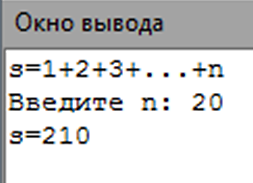 Окно вывода
s=1+2+3+...+n
Введите n: 20
s=210